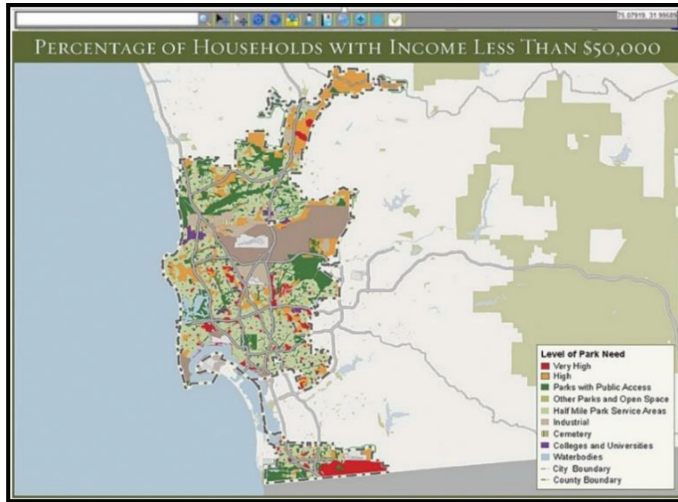 PERCENTAGE OF HOUSEHOLDS WITH INCOME LESS THAN $50,000
Level of Park Need
Very High
High
Parks with Public Access
Other Parks and Open Space
Half Mile Park Service Areas
Industrial
Cemetery
Colleges and Universities
Waterbodies
City Boundary
County Boundary